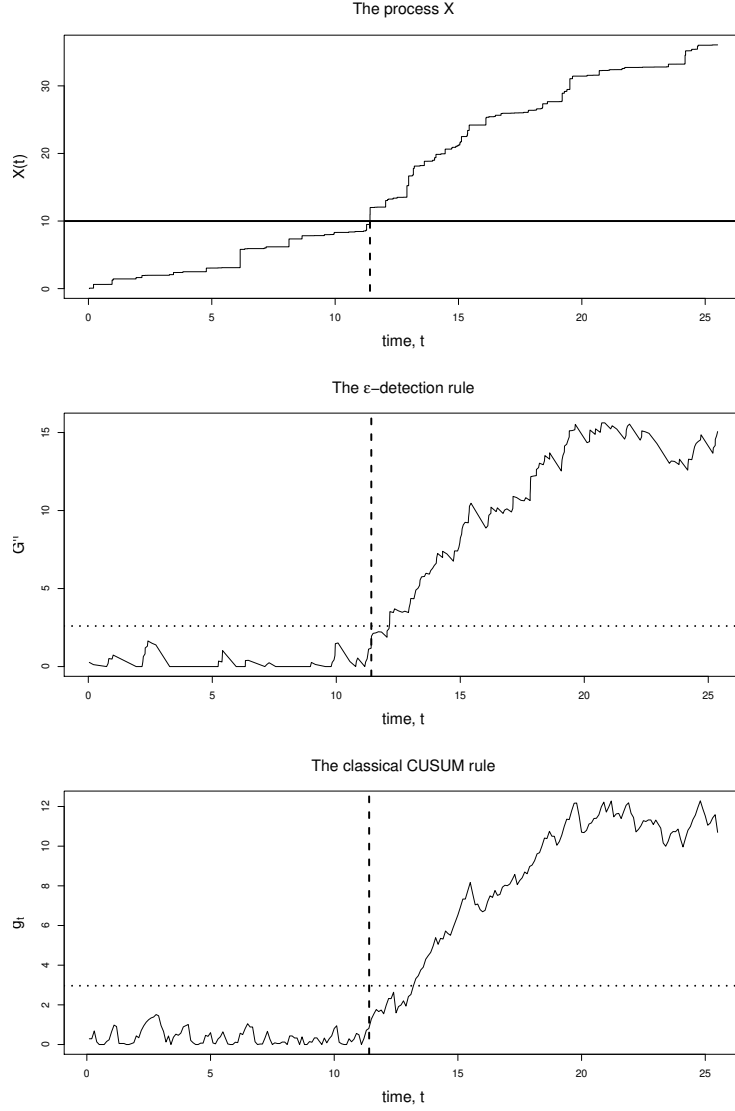 The process X
X(t)
30
20
10
0
0 5 10 15 20 25
time, t
The ε−detection rule
G^η
15
10
5
0
0 5 10 15 20 25
time, t
The classical CUSUM rule
g_t
12
10
8
6
4
2
0
0 5 10 15 20 25
time, t